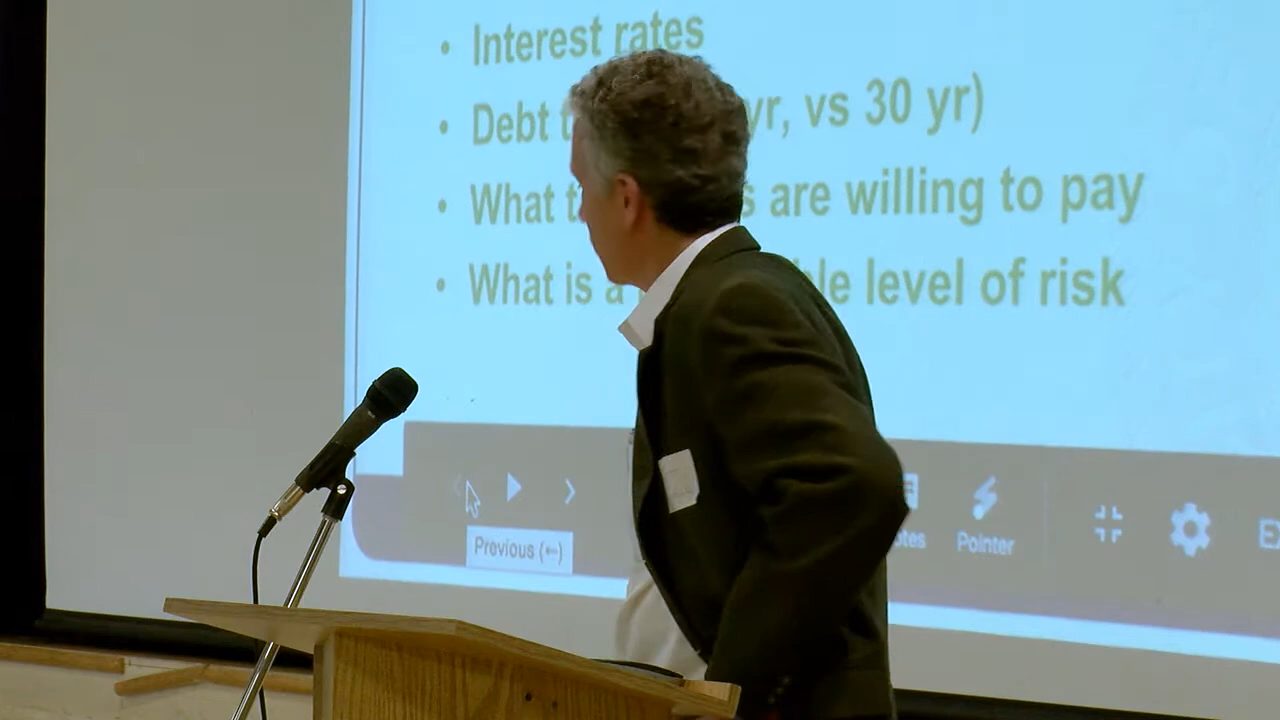 Interest rates
Debt yr, vs 30 yr)
What are willing to pay
What is a level of risk
Previous (←)
Pointer